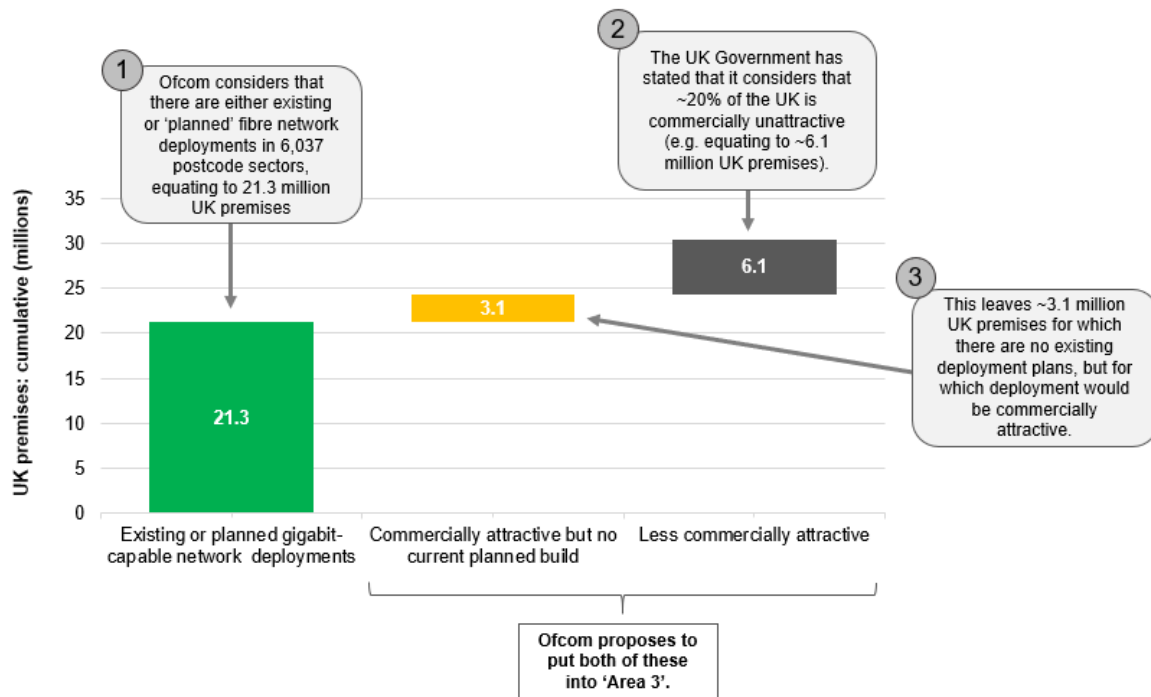 1
Ofcom considers that
there are either existing
or ‘planned’ fibre network
deployments in 6,037
postcode sectors,
equating to 21.3 million
UK premises
2
The UK Government has
stated that it considers that
~20% of the UK is
commercially unattractive
(e.g. equating to ~6.1
million UK premises).
3
This leaves ~3.1 million
UK premises for which
there are no existing
deployment plans, but for
which deployment would
be commercially
attractive.
UK premises: cumulative (millions)
35
30
25
20
15
10
5
0
21.3
3.1
6.1
Existing or planned gigabit-
capable network deployments
Commercially attractive but no
current planned build
Less commercially attractive
Ofcom proposes to
put both of these
into ‘Area 3’.